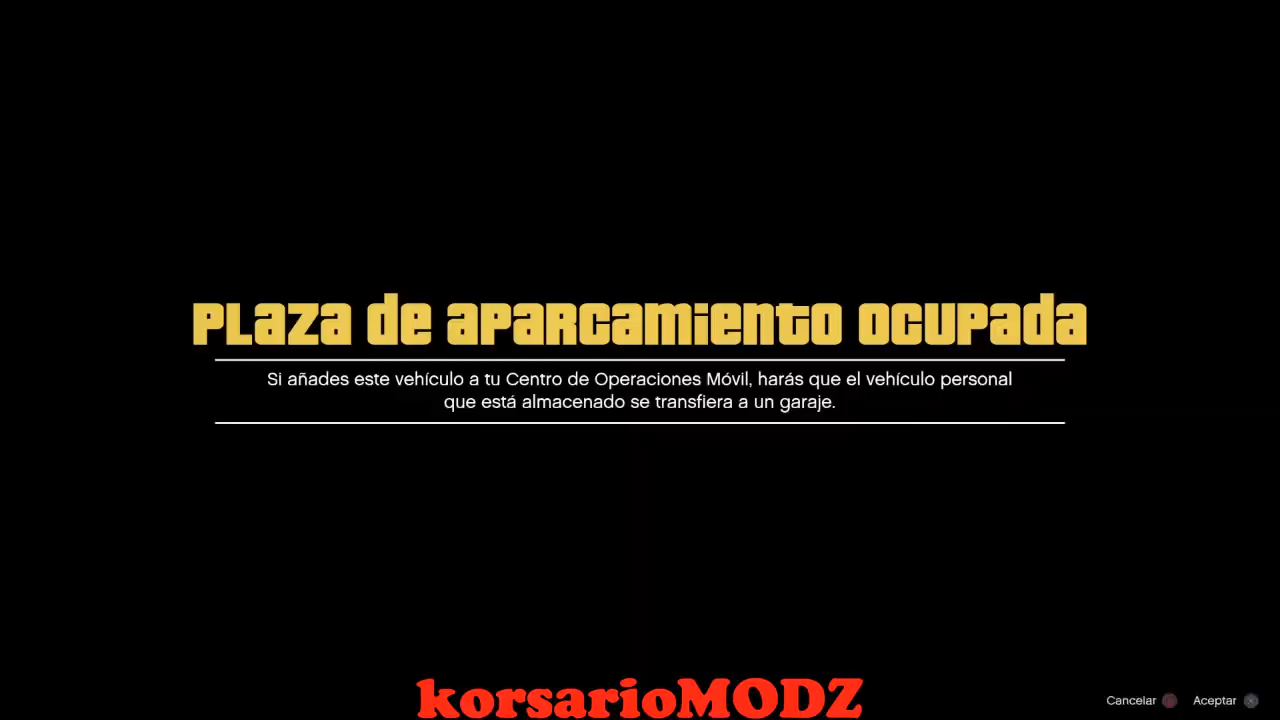 PLAZA DE APARCAMIENTO OCUPADA
Si añades este vehículo a tu Centro de Operaciones Móvil, harás que el vehículo personal
que está almacenado se transfiera a un garaje.
korsarioMODZ
Cancelar Aceptar